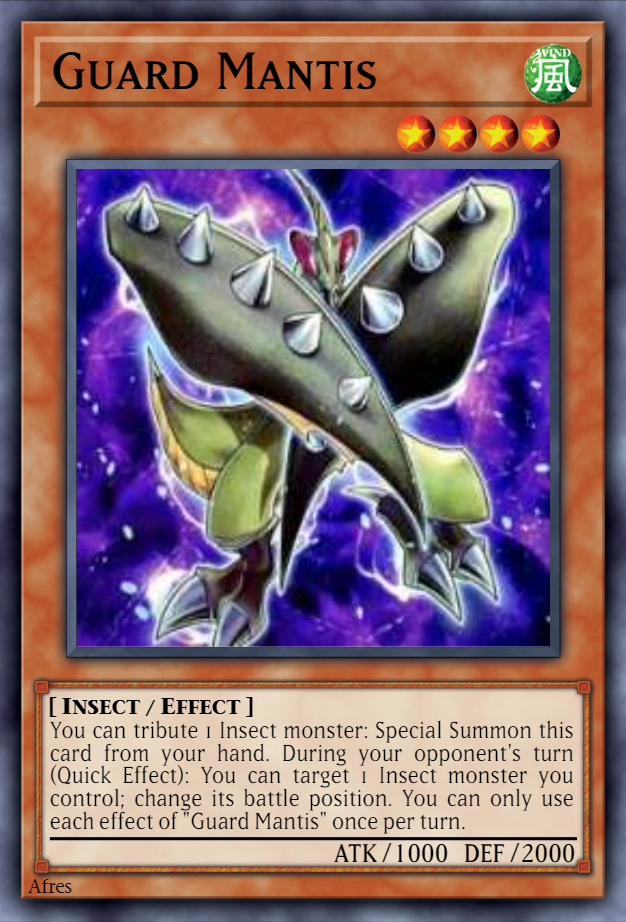 Guard Mantis
WIND
風
[ Insect / Effect ]
You can tribute 1 Insect monster: Special Summon this
card from your hand. During your opponent's turn
(Quick Effect): You can target 1 Insect monster you
control; change its battle position. You can only use
each effect of "Guard Mantis" once per turn.
ATK/1000 DEF/2000
Afres